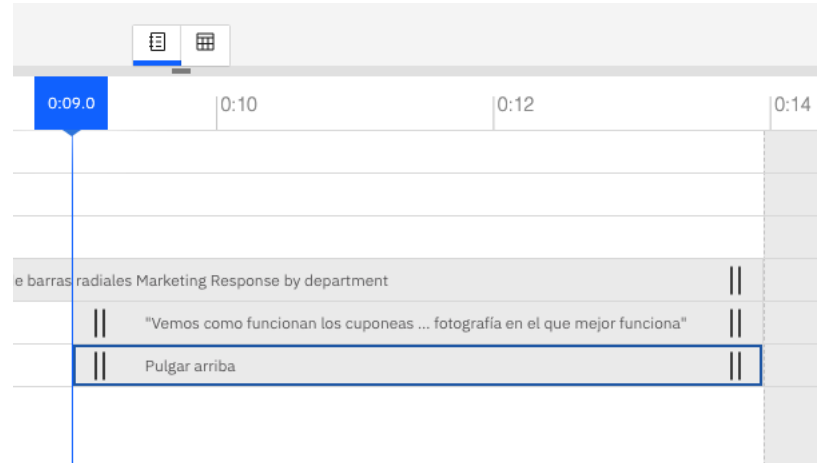 0:09.0
0:10
0:12
0:14
e barras radiales Marketing Response by department
"Vemos como funcionan los cuponeas ... fotografía en el que mejor funciona"
Pulgar arriba